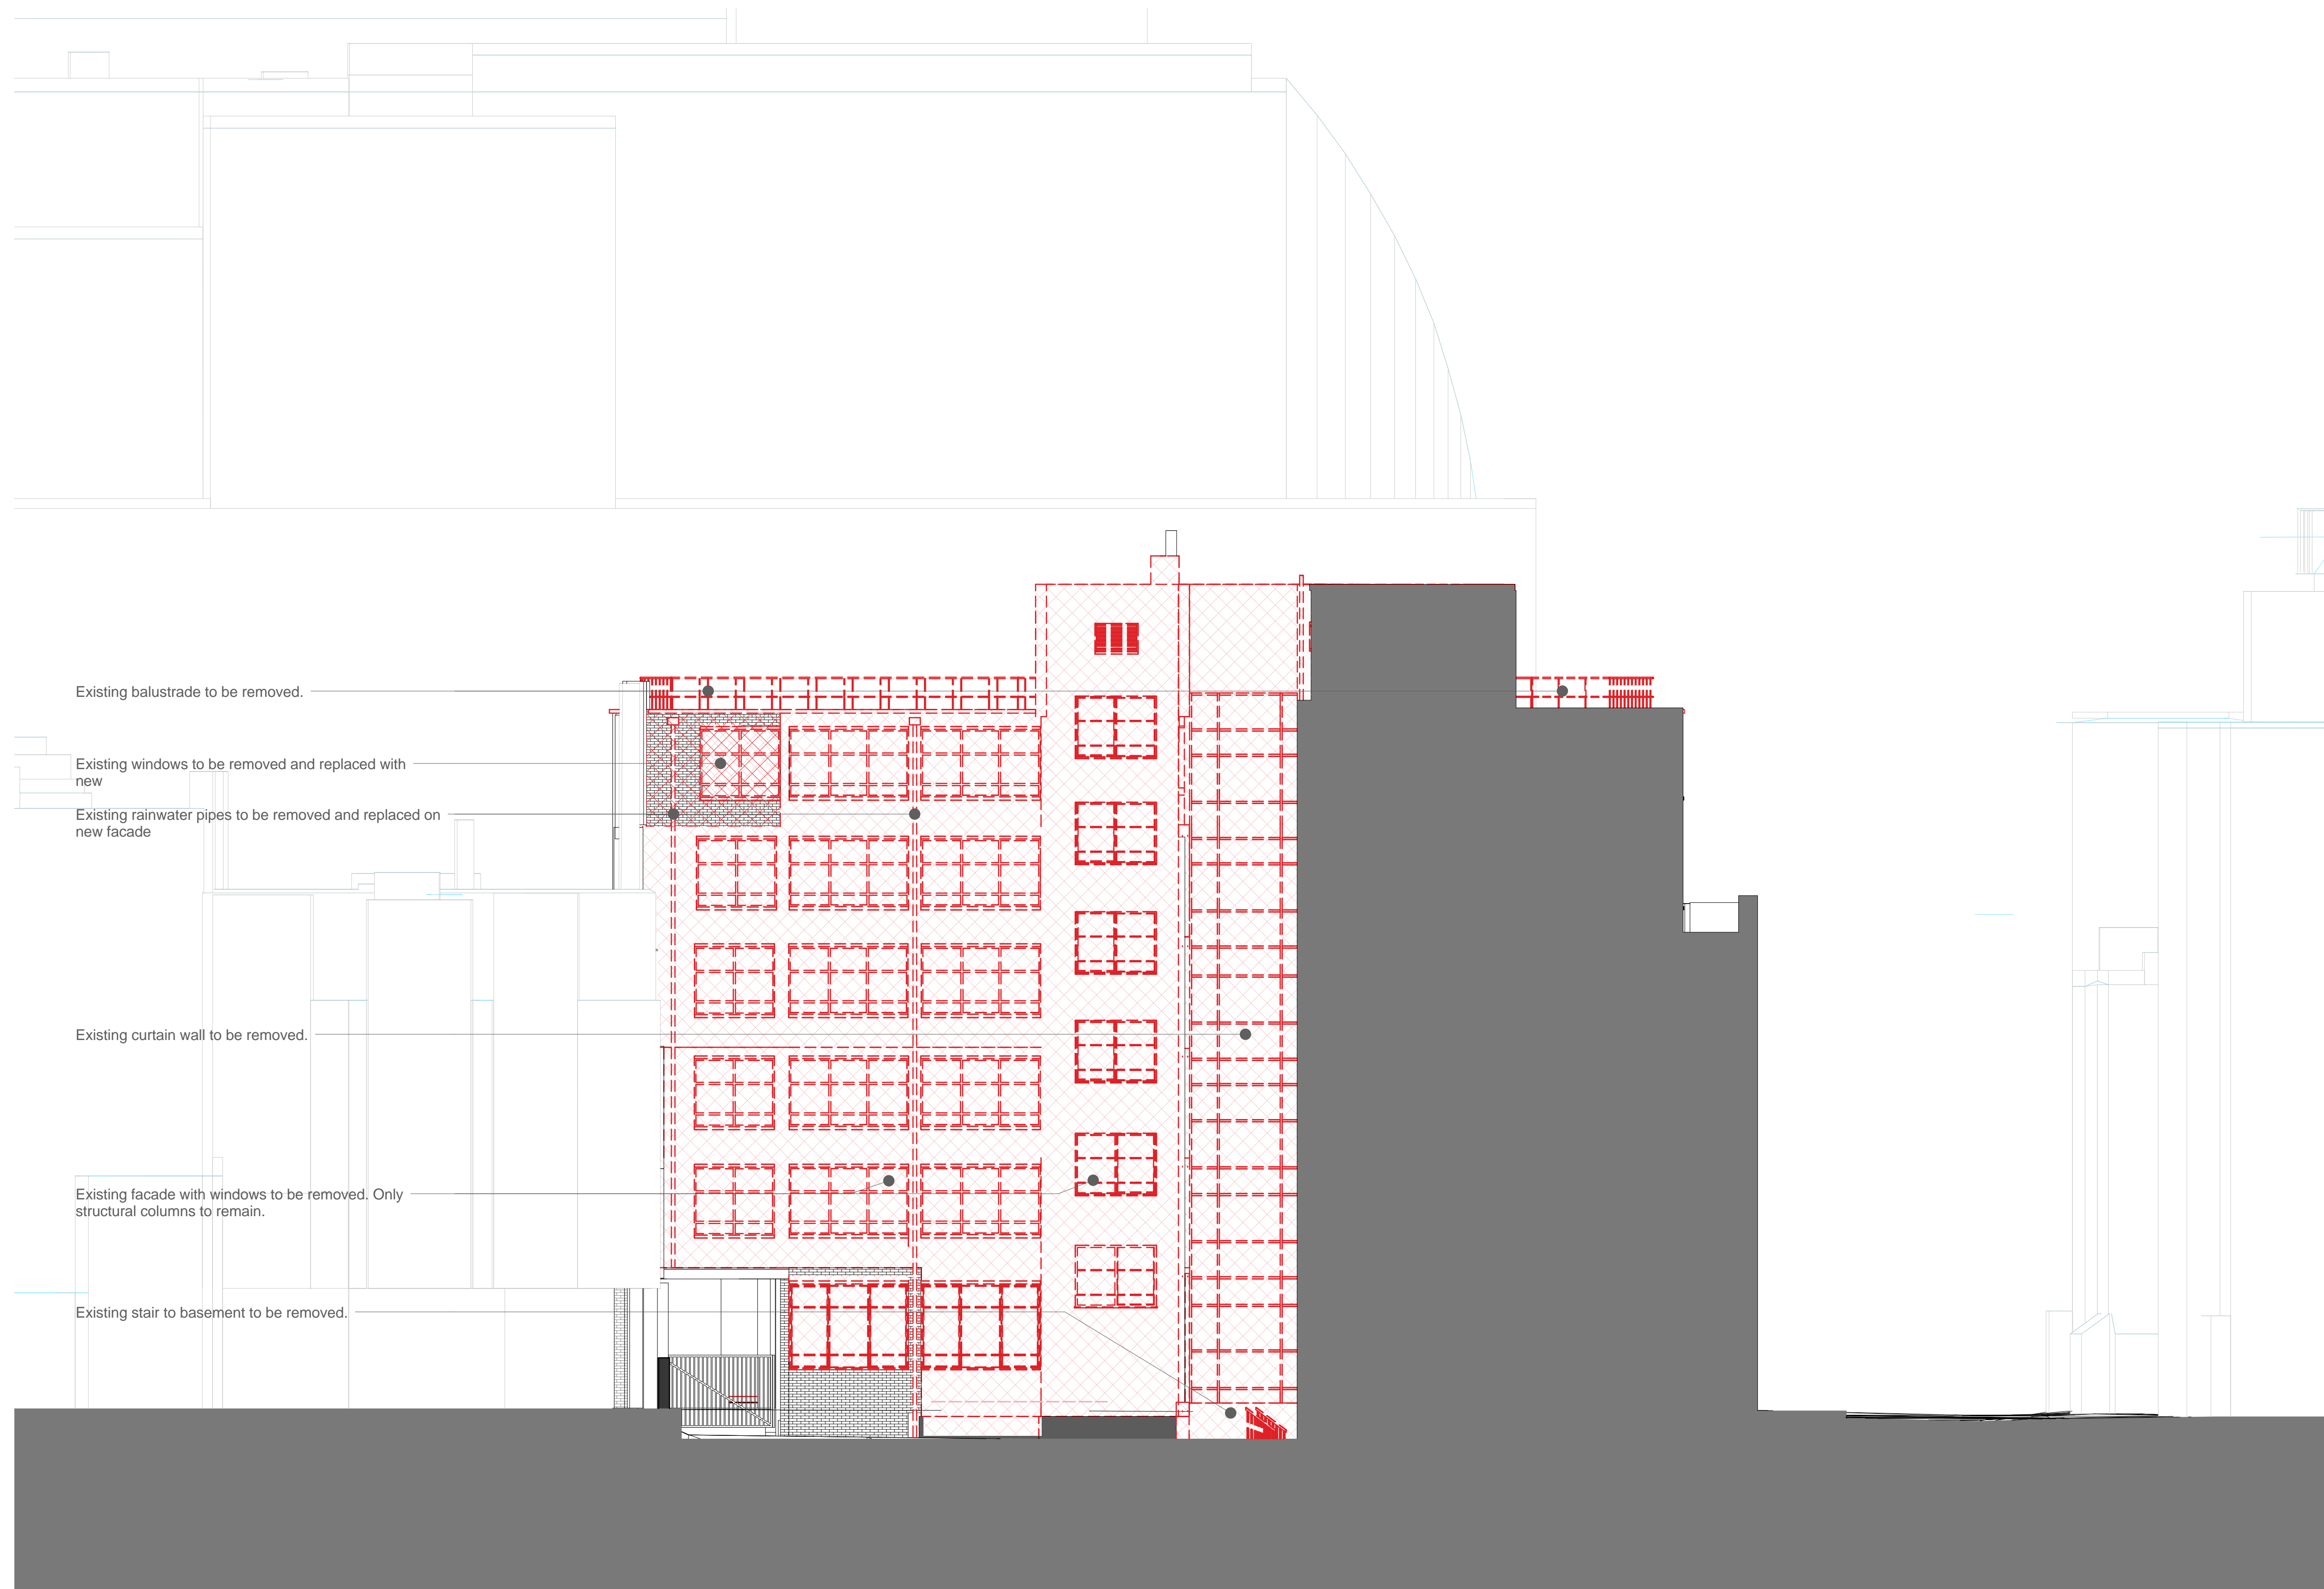 Existing balustrade to be removed.
Existing windows to be removed and replaced with
new
Existing rainwater pipes to be removed and replaced on
new facade
Existing curtain wall to be removed.
Existing facade with windows to be removed. Only
structural columns to remain.
Existing stair to basement to be removed.